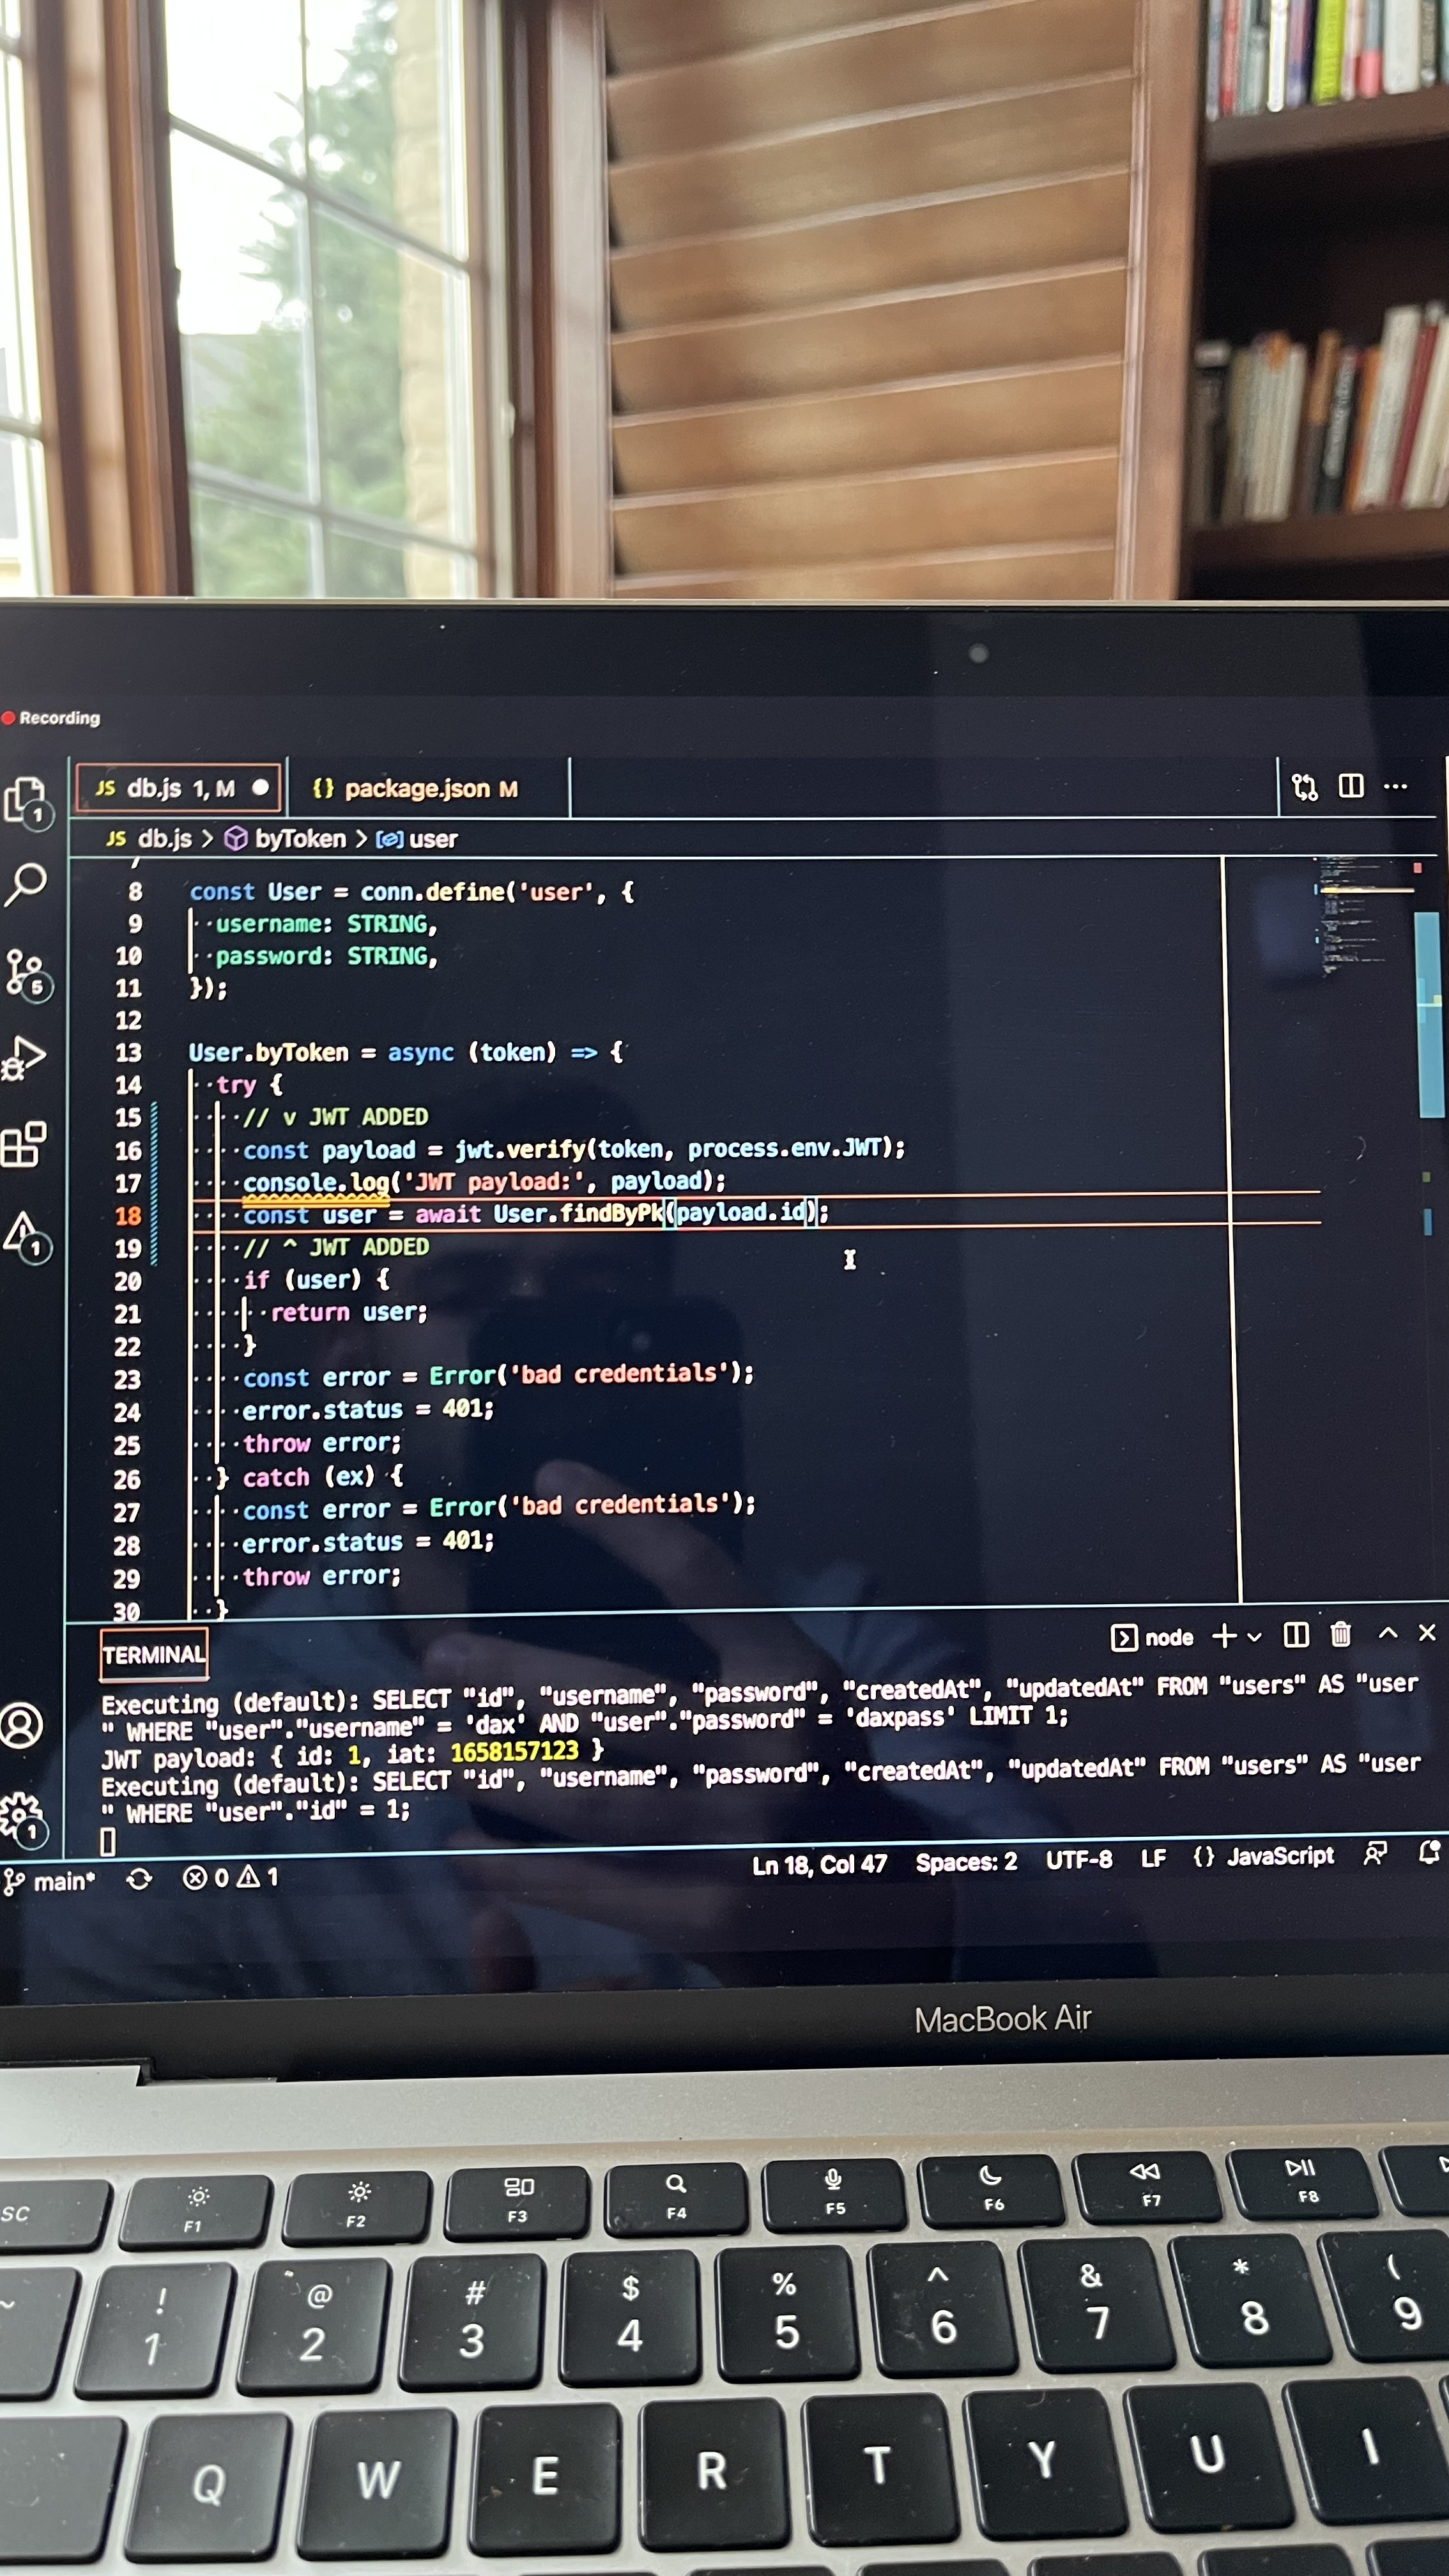 Recording
JS db.js 1, M
{} package.json M
JS db.js > byToken > user
8 const User = conn.define('user', {
9 username: STRING,
10 password: STRING,
11 });
12
13 User.byToken = async (token) => {
14 try {
15 // v JWT ADDED
16 const payload = jwt.verify(token, process.env.JWT);
17 console.log('JWT payload:', payload);
18 const user = await User.findByPk(payload.id);
19 // ^ JWT ADDED
20 if (user) {
21 return user;
22 }
23 const error = Error('bad credentials');
24 error.status = 401;
25 throw error;
26 } catch (ex) {
27 const error = Error('bad credentials');
28 error.status = 401;
29 throw error;
30 }
1
5
1
1
TERMINAL
node
Executing (default): SELECT "id", "username", "password", "createdAt", "updatedAt" FROM "users" AS "user
" WHERE "user"."username" = 'dax' AND "user"."password" = 'daxpass' LIMIT 1;
JWT payload: { id: 1, iat: 1658157123 }
Executing (default): SELECT "id", "username", "password", "createdAt", "updatedAt" FROM "users" AS "user
" WHERE "user"."id" = 1;
main* 0 1 Ln 18, Col 47 Spaces: 2 UTF-8 LF {} JavaScript
MacBook Air
F1 F2 F3 F4 F5 F6 F7 F8
~ ! @ # $ % ^ & * (
1 2 3 4 5 6 7 8 9
Q W E R T Y U I